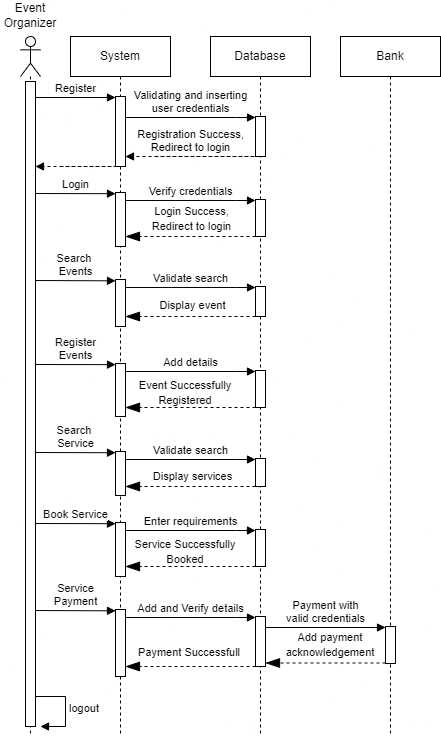 Event
Organizer
System
Database
Bank
Register
Validating and inserting
user credentials
Registration Success,
Redirect to login
Login
Verify credentials
Login Success,
Redirect to login
Search
Events
Validate search
Display event
Register
Events
Add details
Event Successfully
Registered
Search
Service
Validate search
Display services
Book Service
Enter requirements
Service Successfully
Booked
Service
Payment
Add and Verify details
Payment with
valid credentials
Add payment
acknowledgement
Payment Successfull
logout